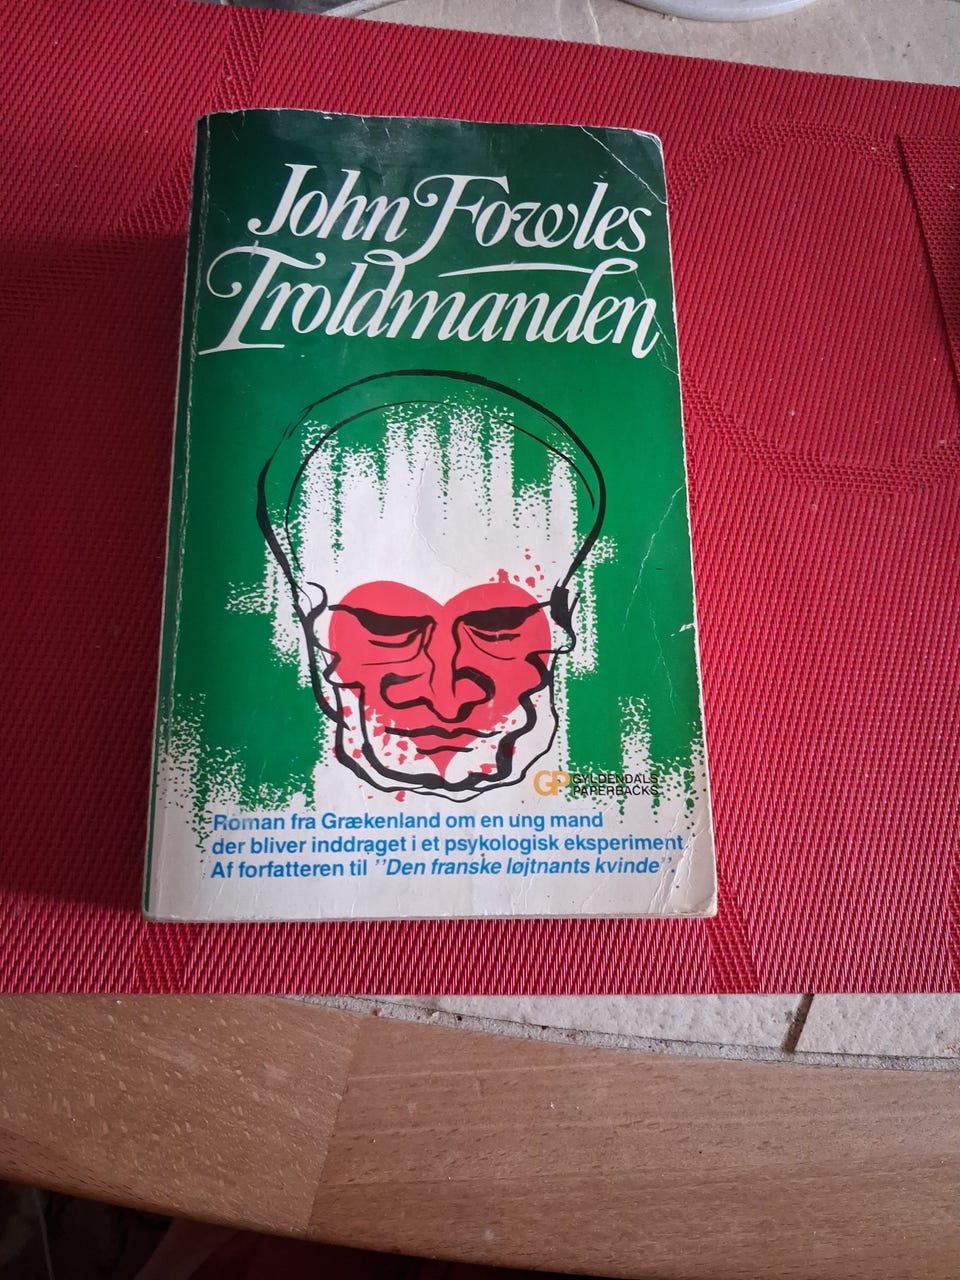 John Fowles
Troldmanden
GP GYLDENDALS
PAPERBACKS
Roman fra Grækenland om en ung mand
der bliver inddraget i et psykologisk eksperiment
Af forfatteren til ”Den franske løjtnants kvinde”.